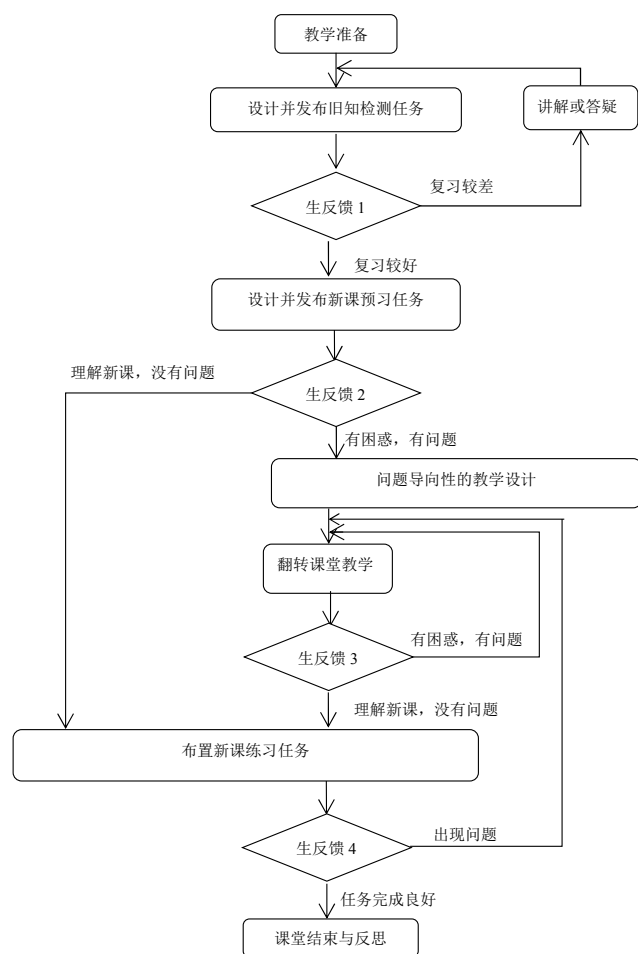 教学准备
设计并发布旧知检测任务
讲解或答疑
生反馈 1
复习较差
复习较好
设计并发布新课预习任务
理解新课，没有问题
生反馈 2
有困惑，有问题
问题导向性的教学设计
翻转课堂教学
生反馈 3
有困惑，有问题
理解新课，没有问题
布置新课练习任务
生反馈 4
出现问题
任务完成良好
课堂结束与反思